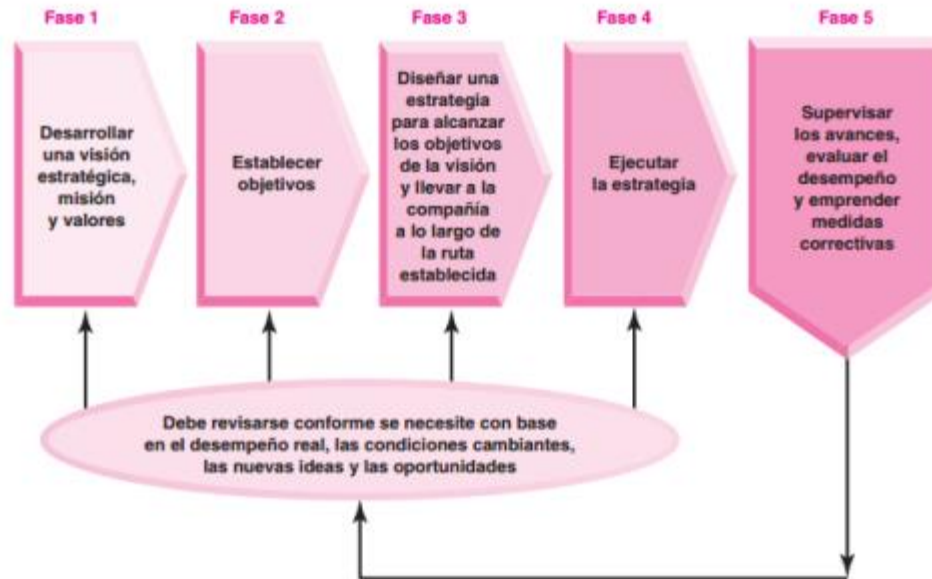 Fase 1
Fase 2
Fase 3
Fase 4
Fase 5
Desarrollar
una visión
estratégica,
misión
y valores
Establecer
objetivos
Diseñar una
estrategia
para alcanzar
los objetivos
de la visión
y llevar a la
compañía
a lo largo de
la ruta
establecida
Ejecutar
la estrategia
Supervisar
los avances,
evaluar el
desempeño
y emprender
medidas
correctivas
Debe revisarse conforme se necesite con base
en el desempeño real, las condiciones cambiantes,
las nuevas ideas y las oportunidades